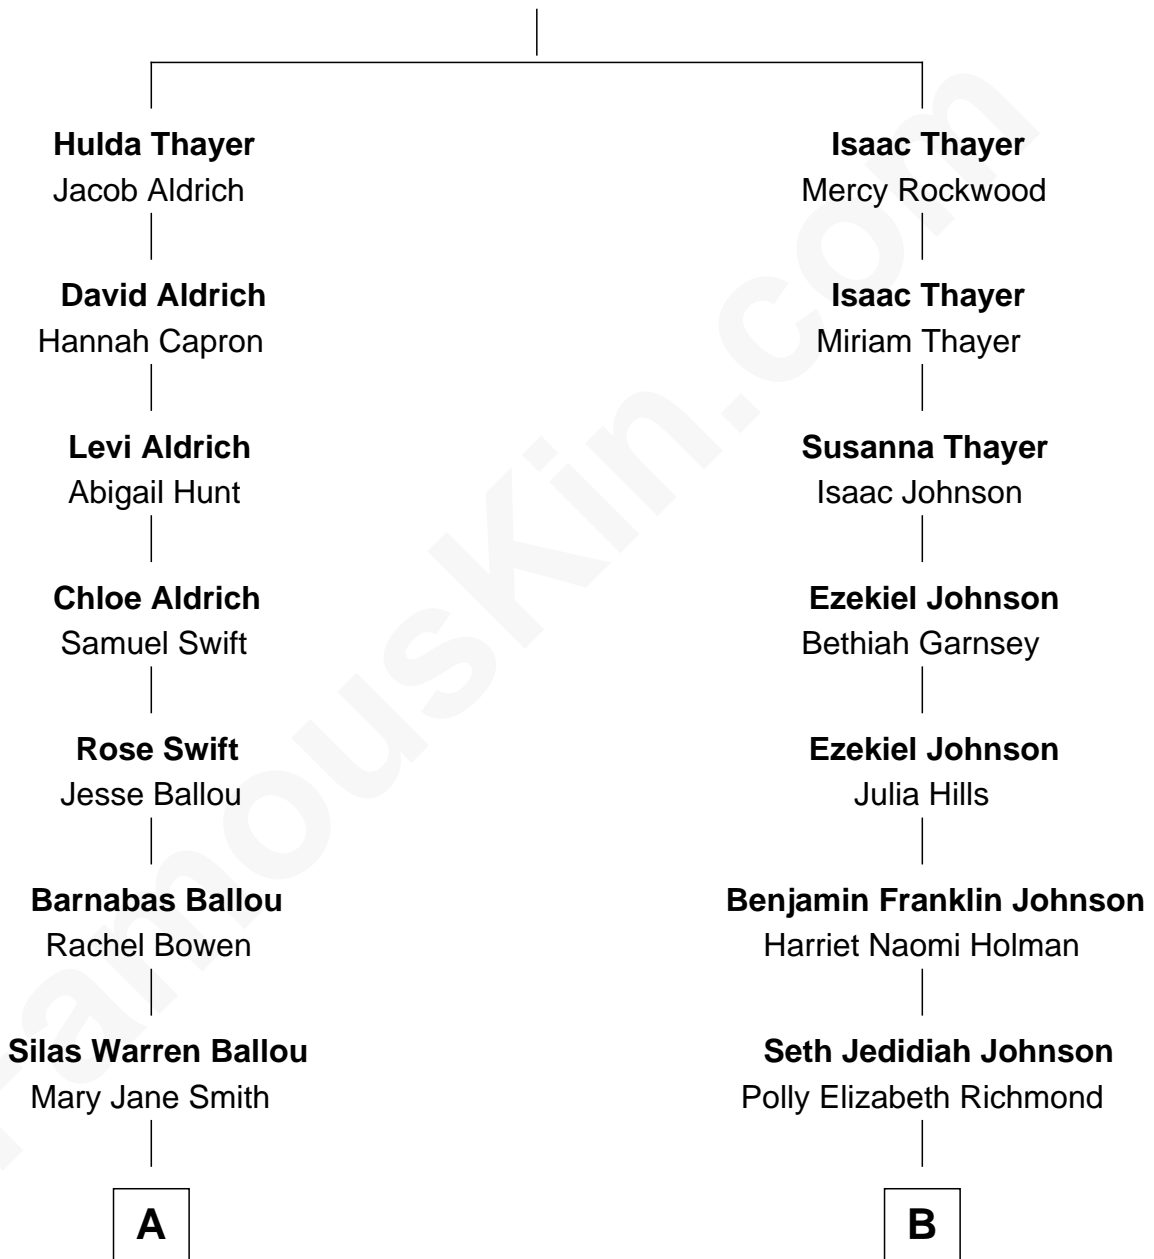 Hulda Thayer
Jacob Aldrich
David Aldrich
Hannah Capron
Levi Aldrich
Abigail Hunt
Chloe Aldrich
Samuel Swift
Rose Swift
Jesse Ballou
Barnabas Ballou
Rachel Bowen
Silas Warren Ballou
Mary Jane Smith
A
Isaac Thayer
Mercy Rockwood
Isaac Thayer
Miriam Thayer
Susanna Thayer
Isaac Johnson
Ezekiel Johnson
Bethiah Garnsey
Ezekiel Johnson
Julia Hills
Benjamin Franklin Johnson
Harriet Naomi Holman
Seth Jedidiah Johnson
Polly Elizabeth Richmond
B
FamousKin.com